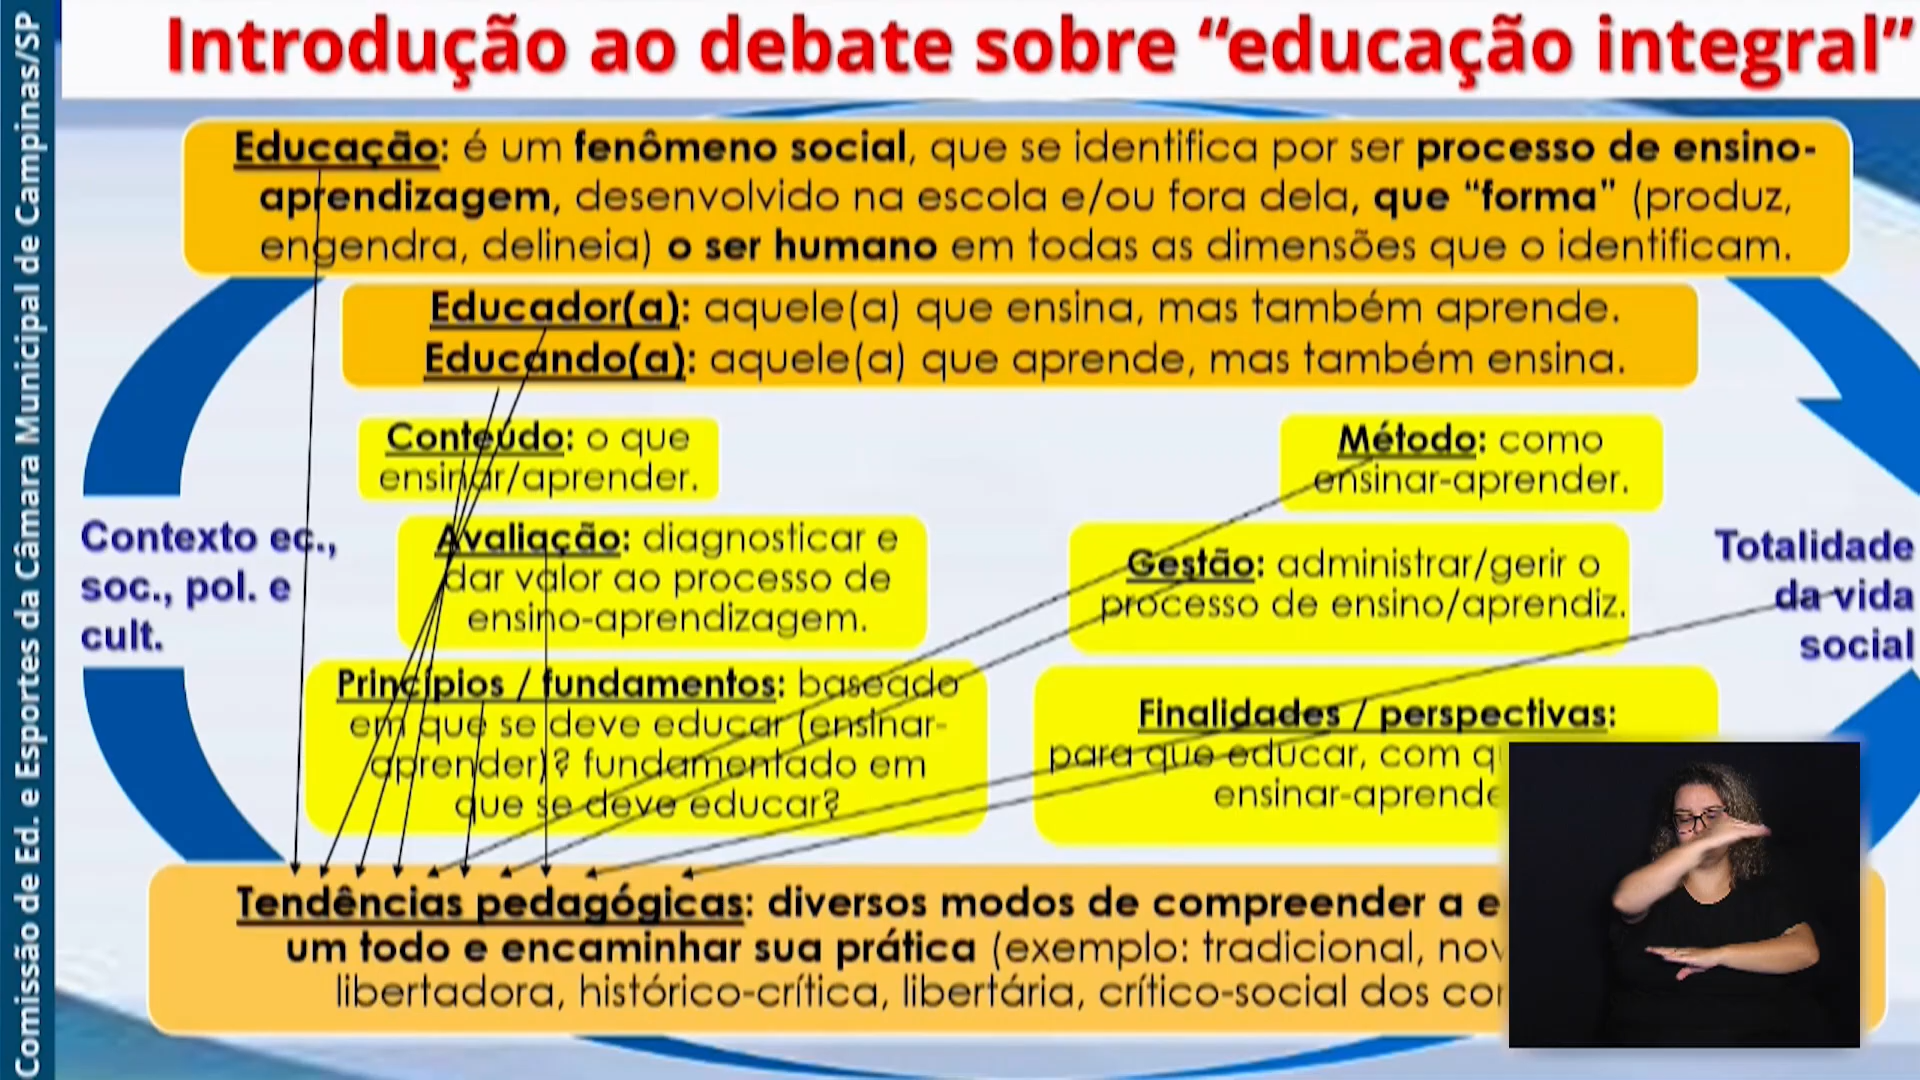 Comissão de Ed. e Esportes da Câmara Municipal de Campinas/SP
Introdução ao debate sobre “educação integral”
Educação: é um fenômeno social, que se identifica por ser processo de ensino-
aprendizagem, desenvolvido na escola e/ou fora dela, que “forma” (produz,
engendra, delineia) o ser humano em todas as dimensões que o identificam.
Educador(a): aquele(a) que ensina, mas também aprende.
Educando(a): aquele(a) que aprende, mas também ensina.
Conteúdo: o que
ensinar/aprender.
Método: como
ensinar-aprender.
Contexto ec.,
soc., pol. e
cult.
Avaliação: diagnosticar e
dar valor ao processo de
ensino-aprendizagem.
Gestão: administrar/gerir o
processo de ensino/aprendiz.
Totalidade
da vida
social
Princípios / fundamentos: baseado
em que se deve educar (ensinar-
aprender)? fundamentado em
que se deve educar?
Finalidades / perspectivas:
para que educar, com
ensinar-aprende
Tendências pedagógicas: diversos modos de compreender a
um todo e encaminhar sua prática (exemplo: tradicional,
libertadora, histórico-crítica, libertária, crítico-social dos